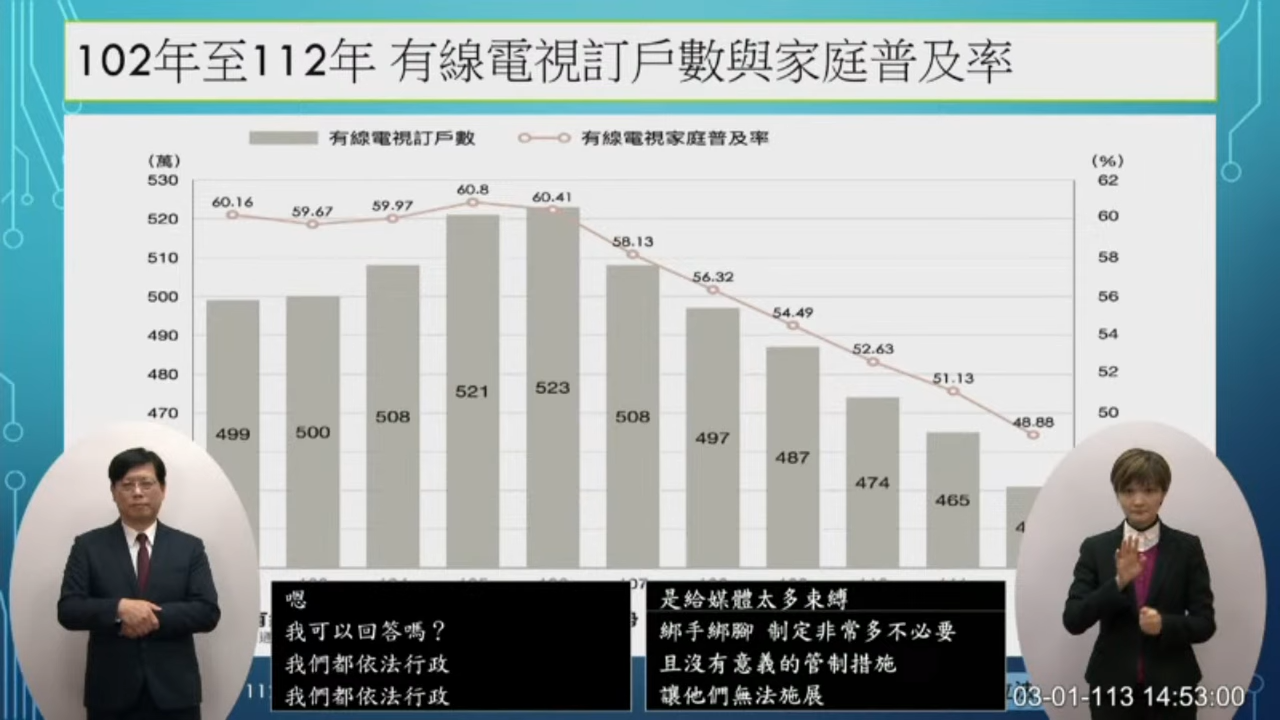 102年至112年 有線電視訂戶數與家庭普及率
有線電視訂戶數 有線電視家庭普及率
(萬) (%)
530 62
520 60
510 58
500 56
490 54
480 52
470 50
60.16 59.67 59.97 60.8 60.41 58.13 56.32 54.49 52.63 51.13 48.88
499 500 508 521 523 508 497 487 474 465
嗯
我可以回答嗎？
我們都依法行政
我們都依法行政
是給媒體太多束縛
綁手綁腳 制定非常多不必要
且沒有意義的管制措施
讓他們無法施展
03-01-113 14:53:00